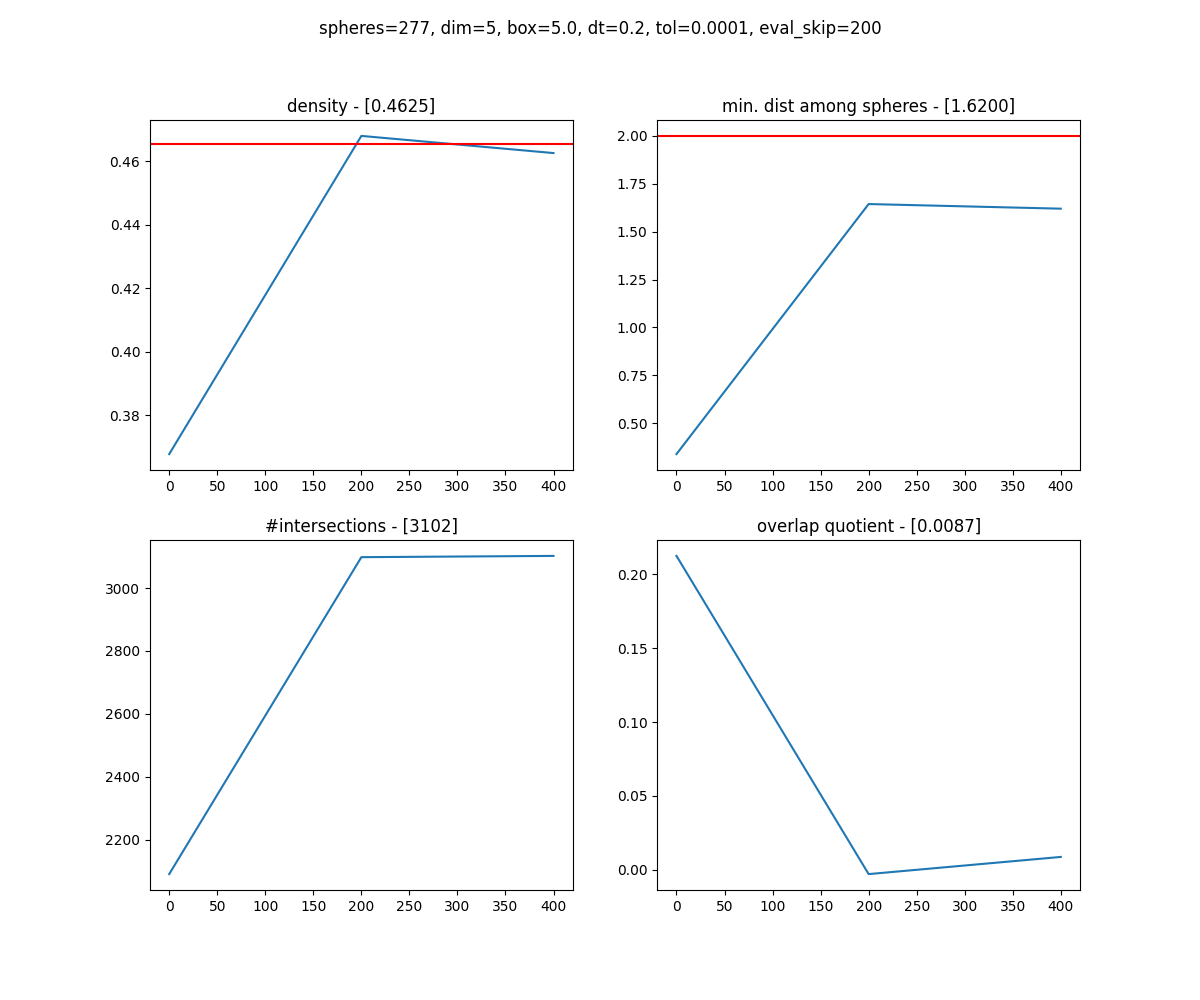 spheres=277, dim=5, box=5.0, dt=0.2, tol=0.0001, eval_skip=200
density - [0.4625]
0.46
0.44
0.42
0.40
0.38
0 50 100 150 200 250 300 350 400
min. dist among spheres - [1.6200]
2.00
1.75
1.50
1.25
1.00
0.75
0.50
0 50 100 150 200 250 300 350 400
#intersections - [3102]
3000
2800
2600
2400
2200
0 50 100 150 200 250 300 350 400
overlap quotient - [0.0087]
0.20
0.15
0.10
0.05
0.00
0 50 100 150 200 250 300 350 400